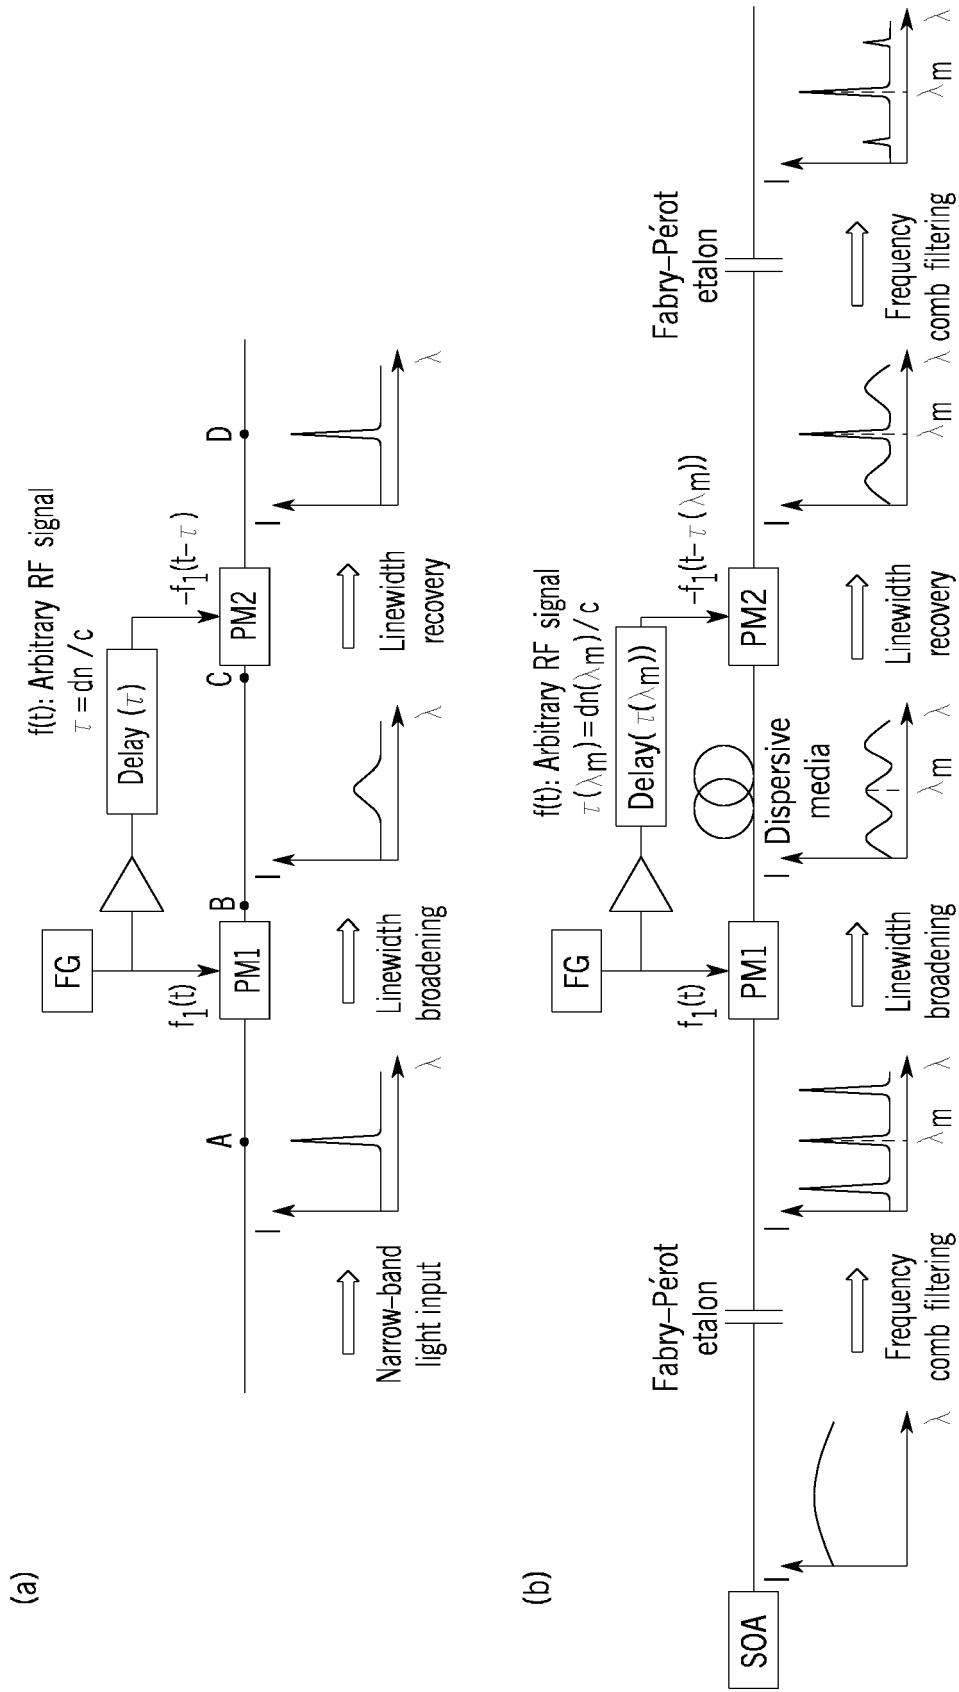 (a)
f(t): Arbitrary RF signal
τ = dn / c
FG
Delay (τ)
f1(t)
-f1(t-τ)
A
PM1
B
C
PM2
D
I
λ
I
λ
I
λ
Narrow-band
light input
Linewidth
broadening
Linewidth
recovery
(b)
f(t): Arbitrary RF signal
τ(λm)=dn(λm)/c
FG
Delay(τ(λm))
f1(t)
-f1(t-τ(λm))
Fabry-Pérot
etalon
Fabry-Pérot
etalon
SOA
PM1
PM2
Dispersive
media
I
λ
I
λm
λ
I
λm
λ
I
λm
λ
I
λm
λ
Frequency
comb filtering
Linewidth
broadening
Linewidth
recovery
Frequency
comb filtering